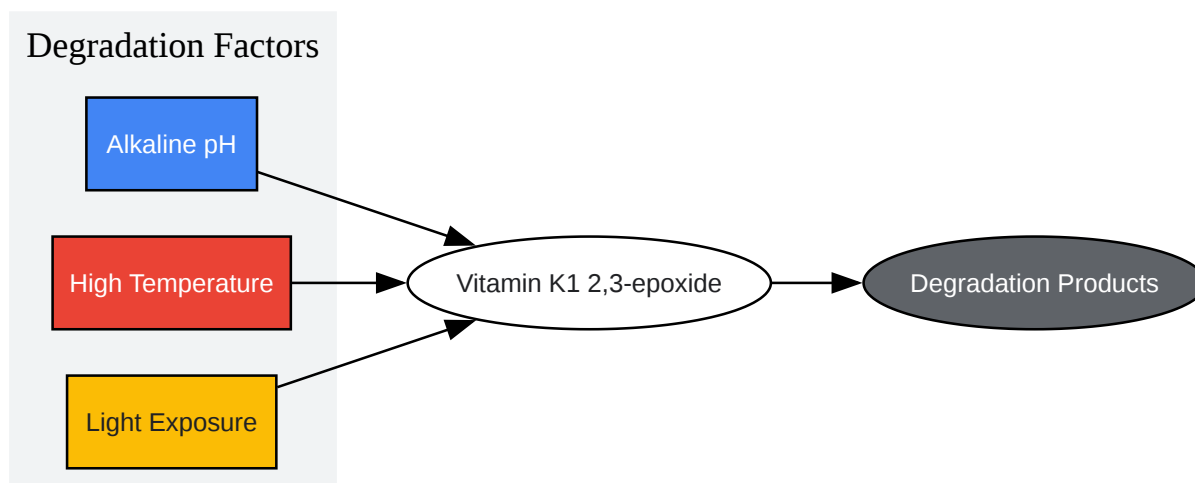 Degradation Factors
Alkaline pH
High Temperature
Vitamin K1 2,3-epoxide
Degradation Products
Light Exposure